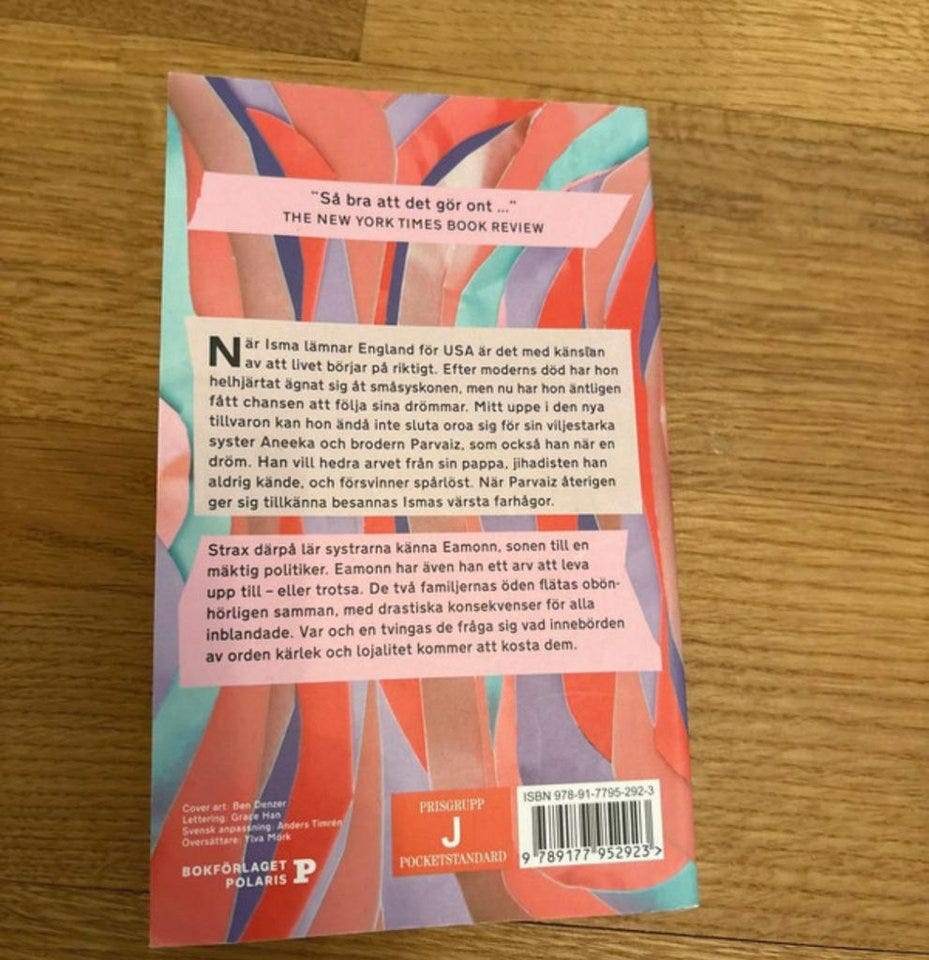 "Så bra att det gör ont ..."
THE NEW YORK TIMES BOOK REVIEW
När Isma lämnar England för USA är det med känslan
av att livet börjar på riktigt. Efter moderns död har hon
helhjärtat ägnat sig åt småsyskonen, men nu har hon äntligen
fått chansen att följa sina drömmar. Mitt uppe i den nya
tillvaron kan hon ändå inte sluta oroa sig för sin viljestarka
syster Aneeka och brodern Parvaiz, som också han när en
dröm. Han vill hedra arvet från sin pappa, jihadisten han
aldrig kände, och försvinner spårlöst. När Parvaiz återigen
ger sig tillkänna besannas Ismas värsta farhågor.
Strax därpå lär systrarna känna Eamonn, sonen till en
mäktig politiker. Eamonn har även han ett arv att leva
upp till – eller trotsa. De två familjernas öden flätas obön-
hörligen samman, med drastiska konsekvenser för alla
inblandade. Var och en tvingas de fråga sig vad innebörden
av orden kärlek och lojalitet kommer att kosta dem.
Cover art: Ben Denzer
Lettering: Grace Han
Svensk anpassning: Anders Timrén
Översättare: Ylva Mörk
BOKFÖRLAGET
POLARIS P
PRISGRUPP
J
POCKETSTANDARD
ISBN 978-91-7795-292-3
9 789177 952923 >